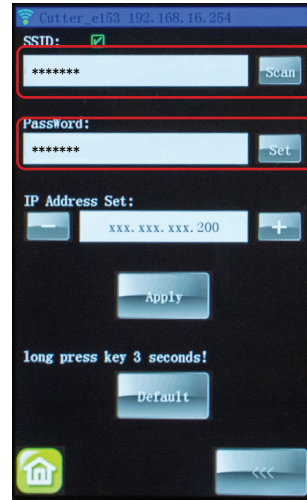 Cutter_e153 192.168.16.254
SSID:
*******
Scan
PassWord:
*******
Set
IP Address Set:
- xxx.xxx.xxx.200 +
Apply
long press key 3 seconds!
Default
<<<